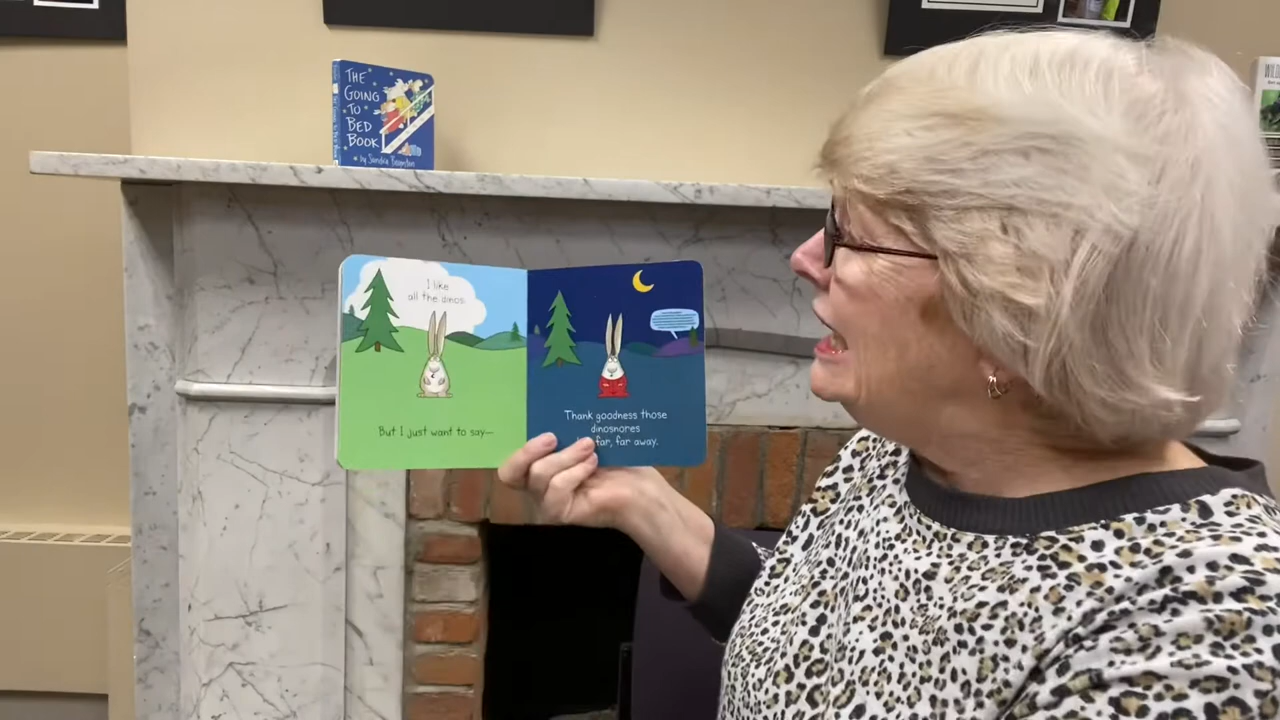 THE
GOING
TO
BED
BOOK
by Sandra Boynton
I like
all the dinos.
But I just want to say—
Thank goodness those
dinosnores
far, far away.
WILD